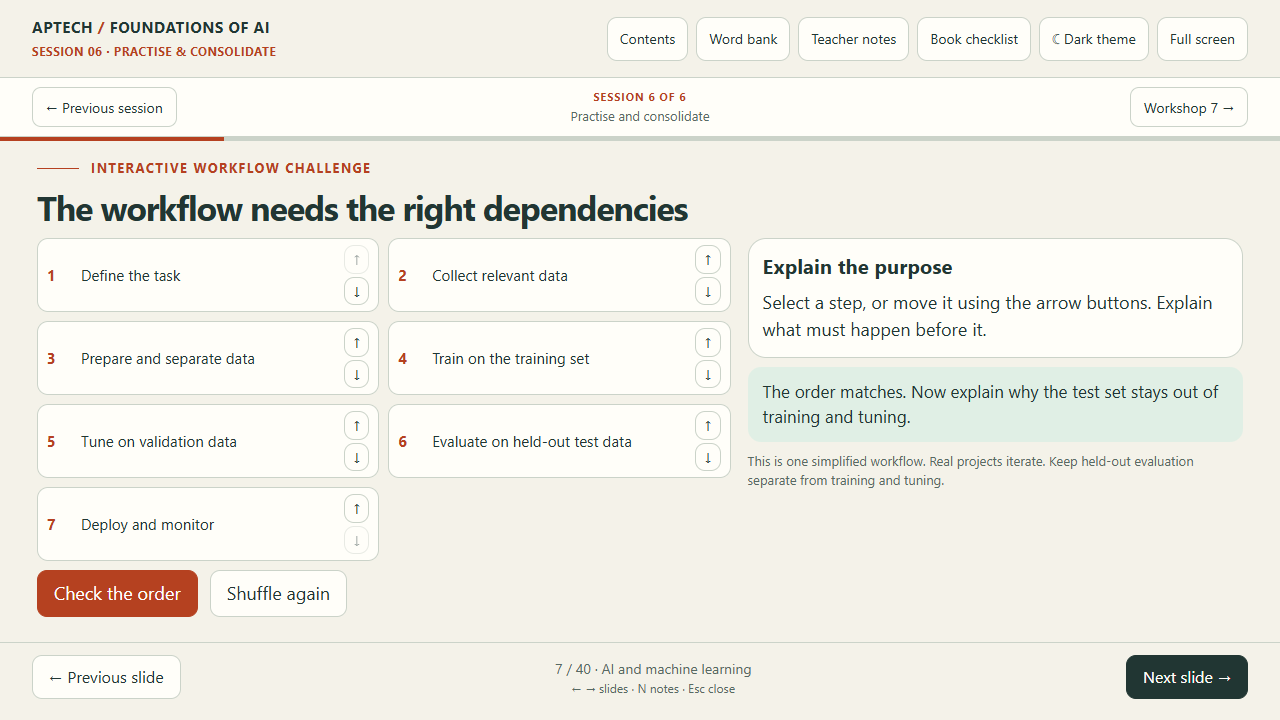 APTECH / FOUNDATIONS OF AI
SESSION 06 · PRACTISE & CONSOLIDATE
Contents
Word bank
Teacher notes
Book checklist
☾ Dark theme
Full screen
← Previous session
SESSION 6 OF 6
Practise and consolidate
Workshop 7 →
INTERACTIVE WORKFLOW CHALLENGE
The workflow needs the right dependencies
1 Define the task ↑ ↓
2 Collect relevant data ↑ ↓
3 Prepare and separate data ↑ ↓
4 Train on the training set ↑ ↓
5 Tune on validation data ↑ ↓
6 Evaluate on held-out test data ↑ ↓
7 Deploy and monitor ↑ ↓
Check the order
Shuffle again
Explain the purpose
Select a step, or move it using the arrow buttons. Explain
what must happen before it.
The order matches. Now explain why the test set stays out of
training and tuning.
This is one simplified workflow. Real projects iterate. Keep held-out evaluation
separate from training and tuning.
← Previous slide
7 / 40 · AI and machine learning
← → slides · N notes · Esc close
Next slide →